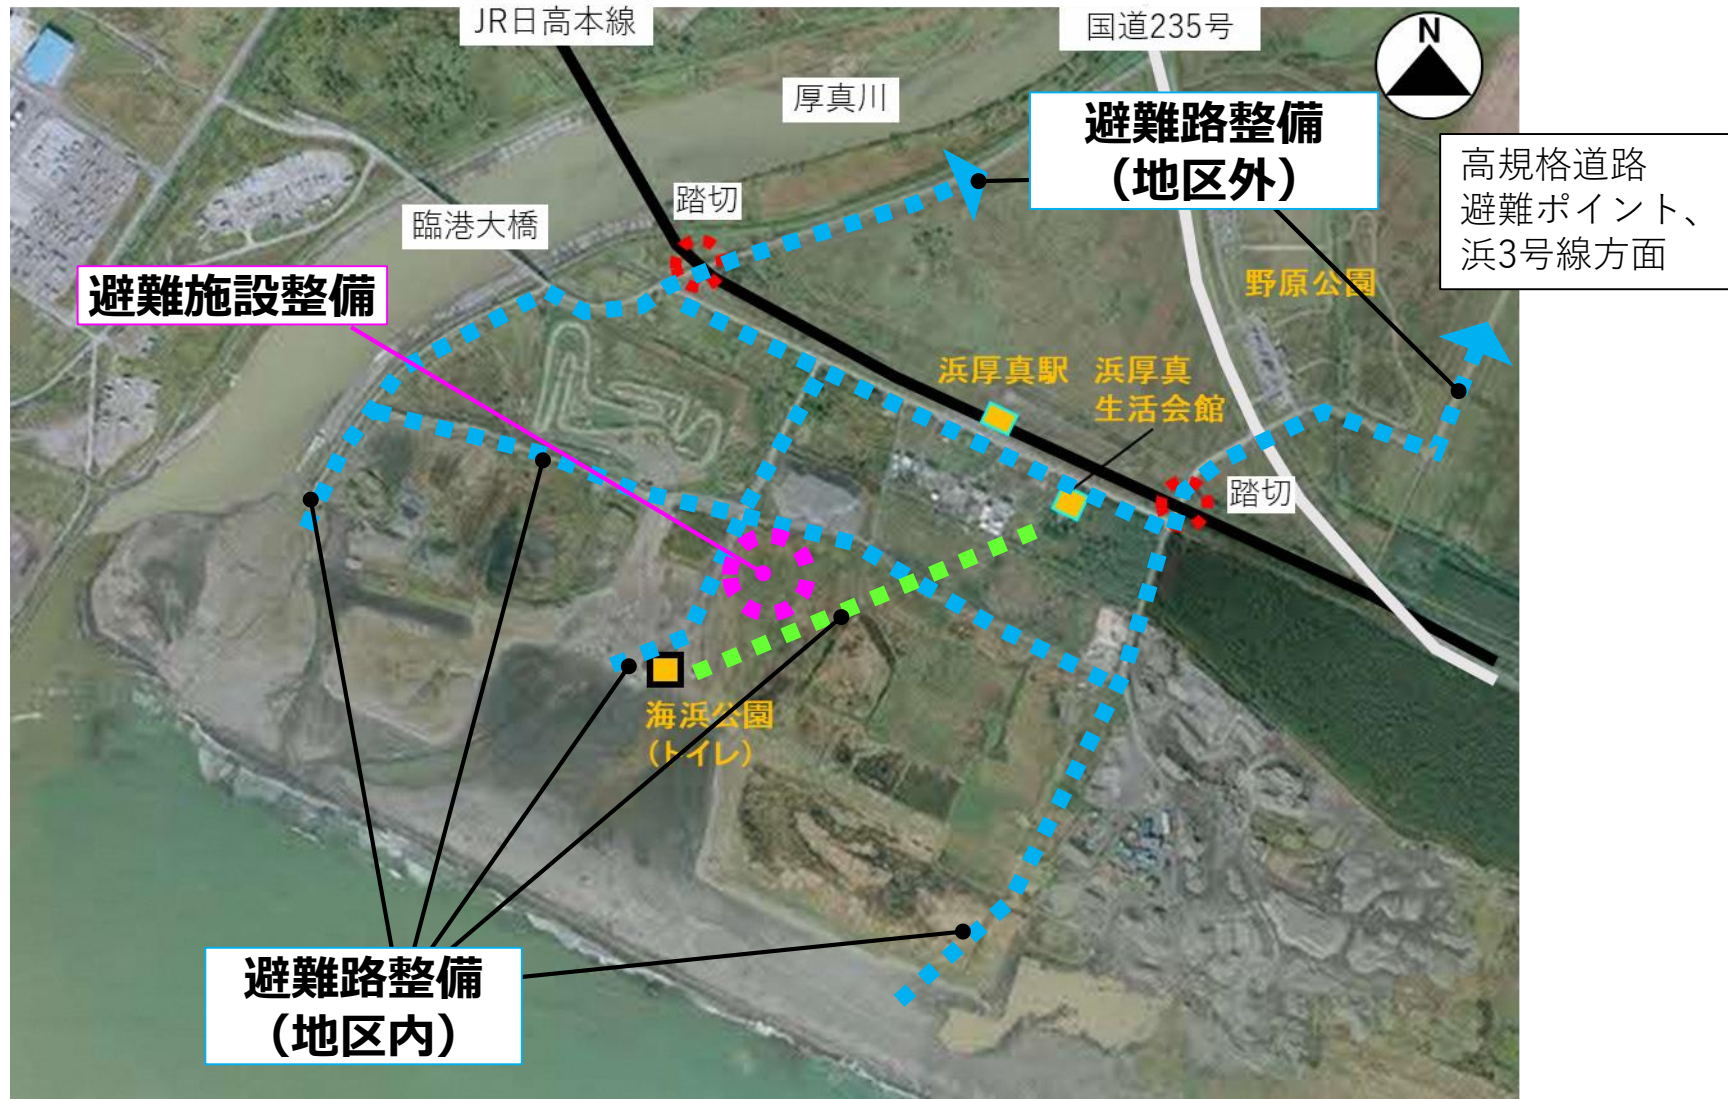 JR日高本線
国道235号
N
厚真川
避難路整備
（地区外）
高規格道路
避難ポイント、
浜3号線方面
踏切
臨港大橋
避難施設整備
野原公園
浜厚真駅
浜厚真
生活会館
踏切
海浜公園
(トイレ)
避難路整備
（地区内）